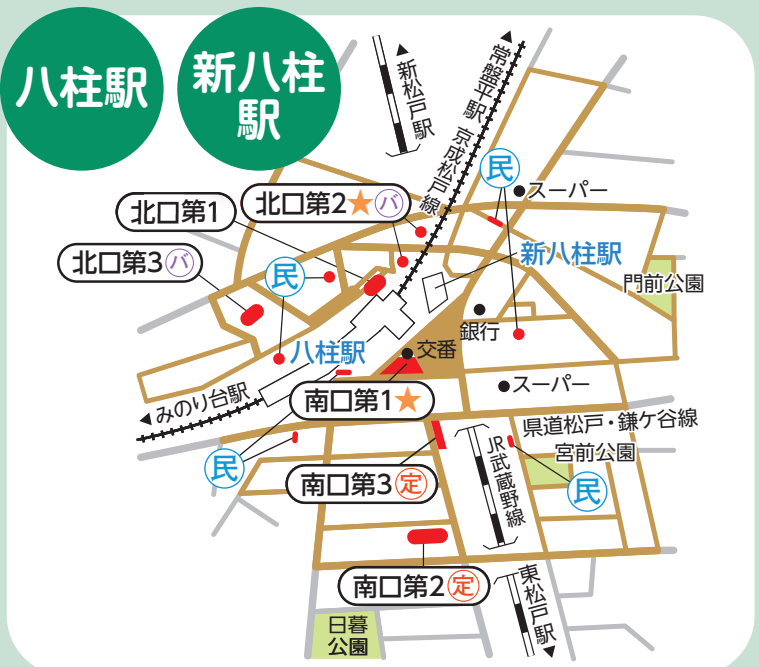 八柱駅
新八柱
駅
新松戸駅
常盤平駅
京成松戸線
民
スーパー
北口第1
北口第2★バ
北口第3バ
民
新八柱駅
門前公園
銀行
八柱駅
交番
スーパー
みのり台駅
南口第1★
県道松戸・鎌ケ谷線
宮前公園
民
JR武蔵野線
南口第3定
民
南口第2定
東松戸駅
日暮
公園